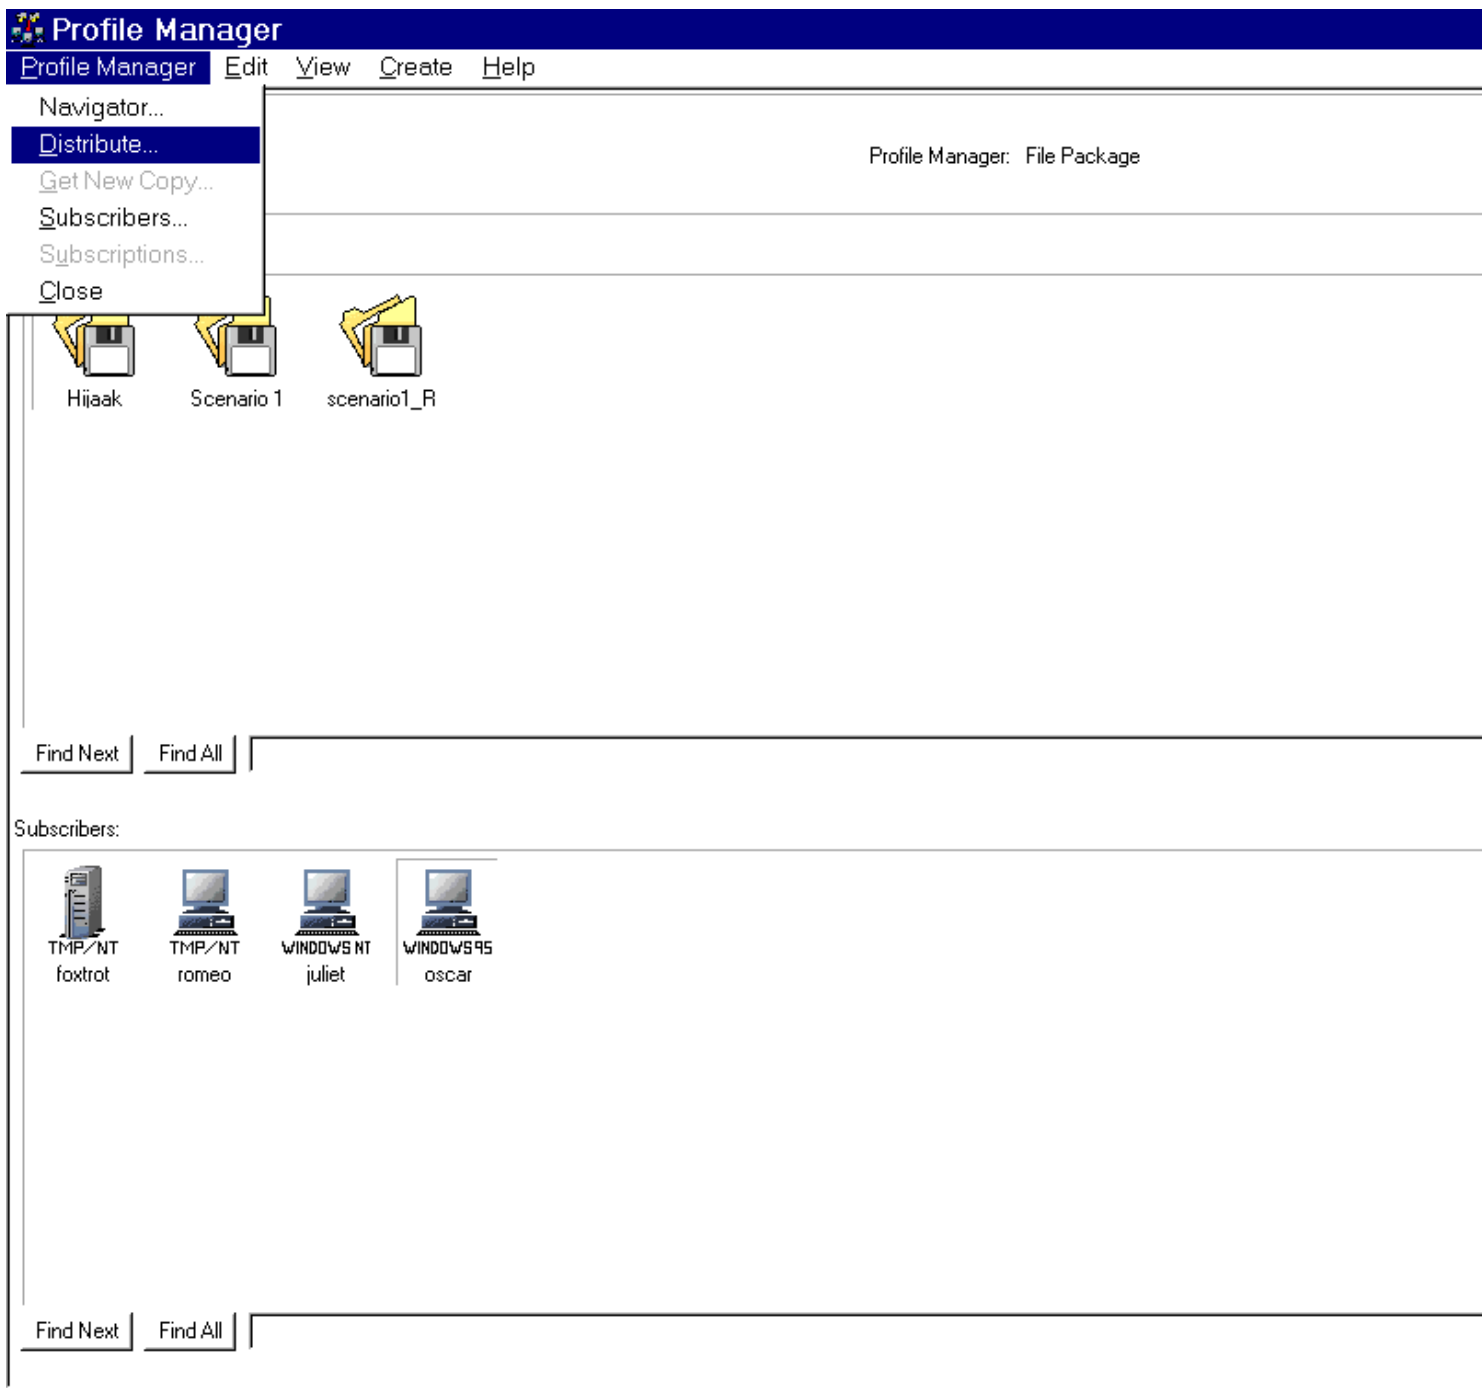 Profile Manager
Profile Manager Edit View Create Help
Navigator...
Distribute...
Get New Copy...
Subscribers...
Subscriptions...
Close
Profile Manager: File Package
Hijaak Scenario 1 scenario1_R
Find Next Find All
Subscribers:
TMP/NT TMP/NT WINDOWS NT WINDOWS95
foxtrot romeo juliet oscar
Find Next Find All